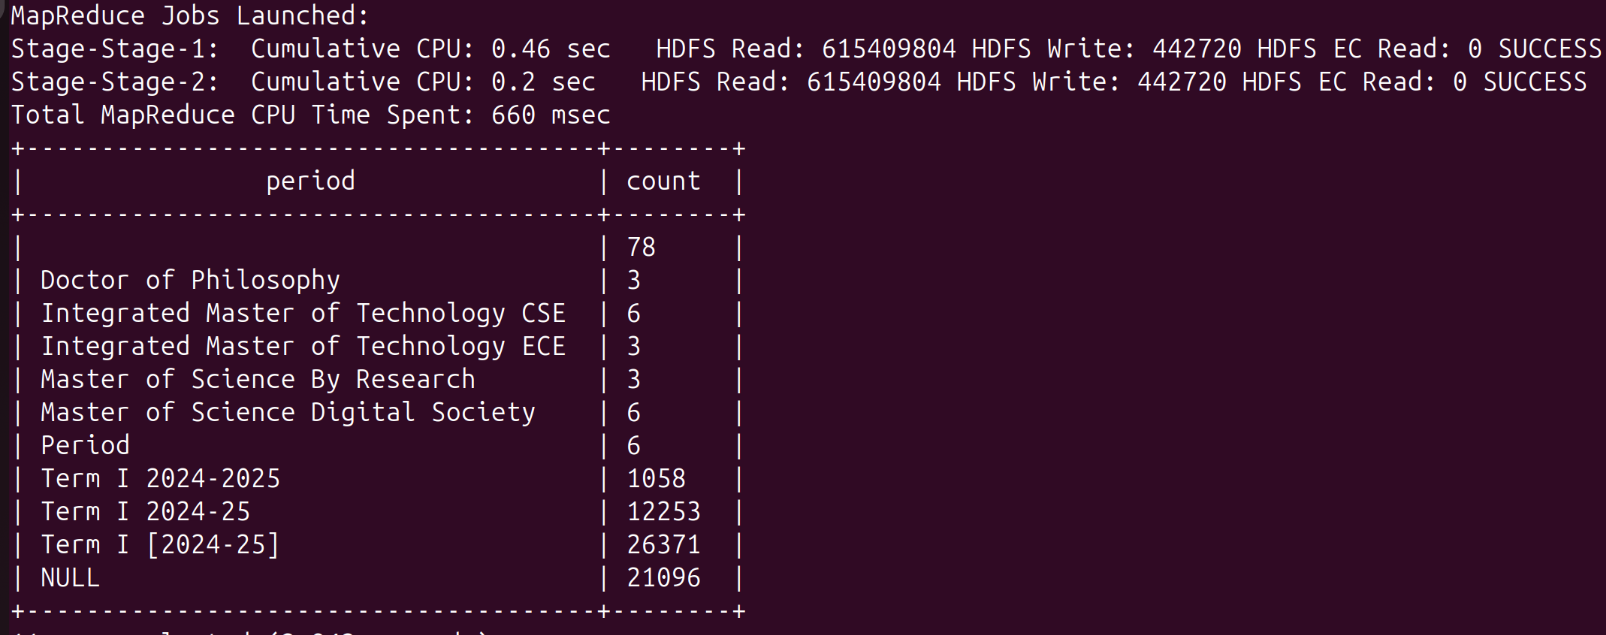 MapReduce Jobs Launched:
Stage-Stage-1:  Cumulative CPU: 0.46 sec   HDFS Read: 615409804 HDFS Write: 442720 HDFS EC Read: 0 SUCCESS
Stage-Stage-2:  Cumulative CPU: 0.2 sec   HDFS Read: 615409804 HDFS Write: 442720 HDFS EC Read: 0 SUCCESS
Total MapReduce CPU Time Spent: 660 msec
+--------------------------------------+--------+
|                period                | count  |
+--------------------------------------+--------+
|                                      | 78     |
| Doctor of Philosophy                 | 3      |
| Integrated Master of Technology CSE  | 6      |
| Integrated Master of Technology ECE  | 3      |
| Master of Science By Research        | 3      |
| Master of Science Digital Society    | 6      |
| Period                               | 6      |
| Term I 2024-2025                     | 1058   |
| Term I 2024-25                       | 12253  |
| Term I [2024-25]                     | 26371  |
| NULL                                 | 21096  |
+--------------------------------------+--------+